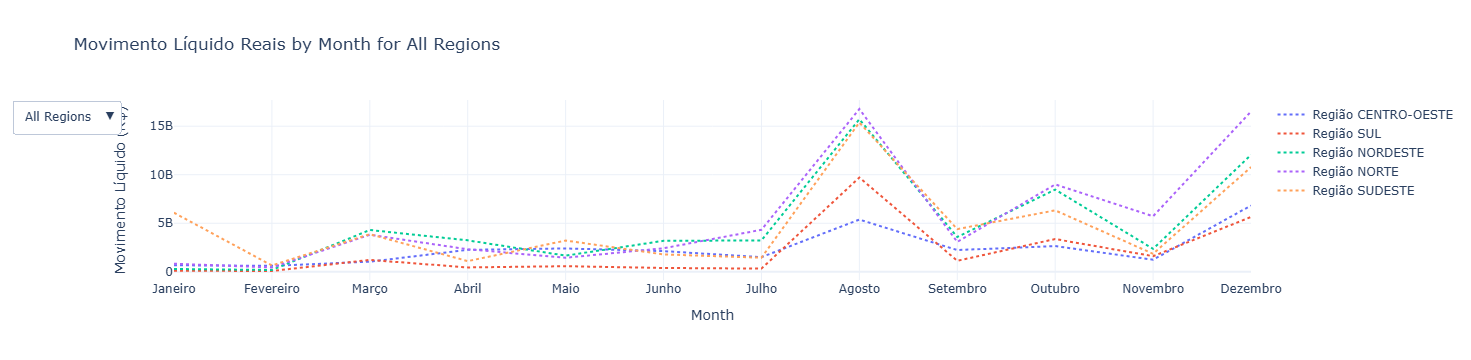 Movimento Líquido Reais by Month for All Regions
All Regions ▼
Movimento Líquido (R$)
15B
10B
5B
0
Janeiro Fevereiro Março Abril Maio Junho Julho Agosto Setembro Outubro Novembro Dezembro
Month
Região CENTRO-OESTE
Região SUL
Região NORDESTE
Região NORTE
Região SUDESTE